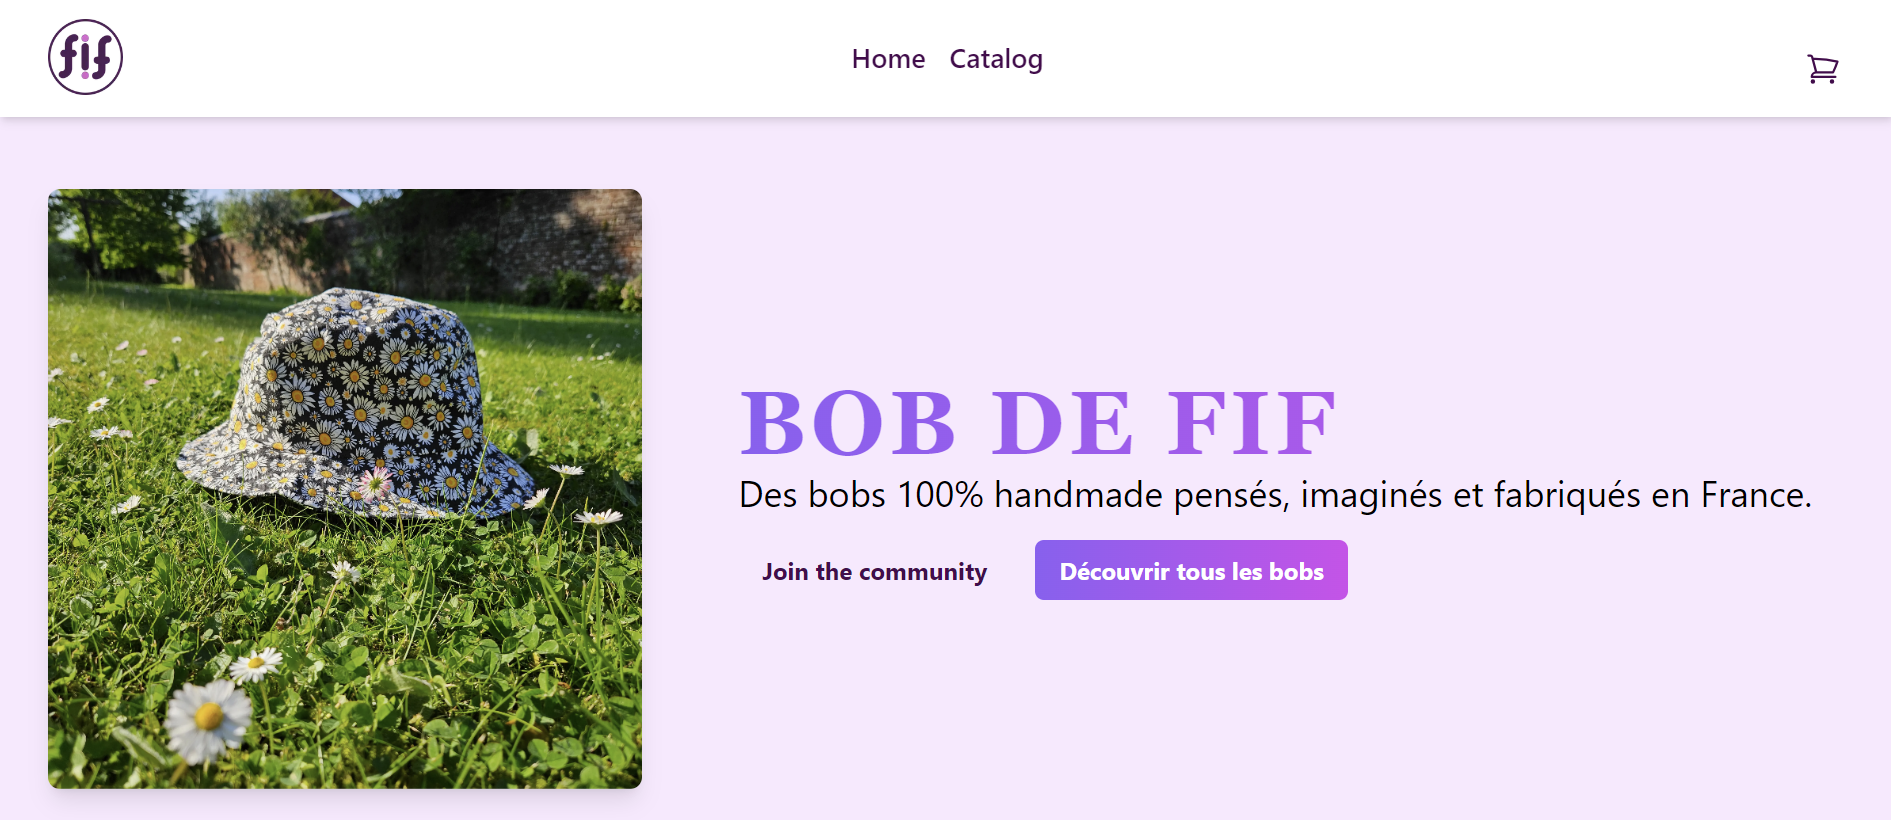 fif
Home Catalog
BOB DE FIF
Des bobs 100% handmade pensés, imaginés et fabriqués en France.
Join the community
Découvrir tous les bobs